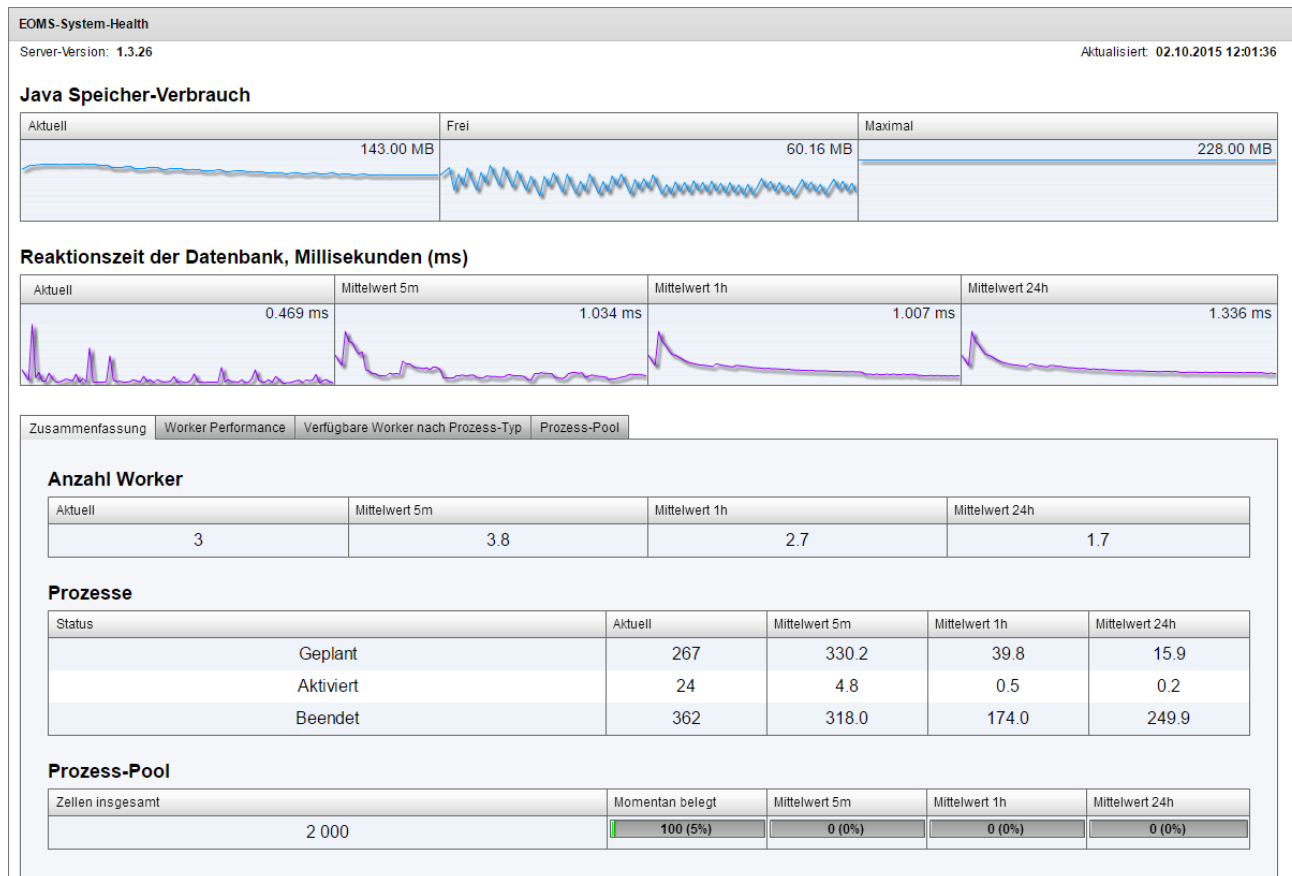 EOMS-System-Health
Server-Version: 1.3.26 Aktualisiert: 02.10.2015 12:01:36
Java Speicher-Verbrauch
Aktuell Frei Maximal
143.00 MB 60.16 MB 228.00 MB
Reaktionszeit der Datenbank, Millisekunden (ms)
Aktuell Mittelwert 5m Mittelwert 1h Mittelwert 24h
0.469 ms 1.034 ms 1.007 ms 1.336 ms
Zusammenfassung Worker Performance Verfügbare Worker nach Prozess-Typ Prozess-Pool
Anzahl Worker
Aktuell Mittelwert 5m Mittelwert 1h Mittelwert 24h
3 3.8 2.7 1.7
Prozesse
Status Aktuell Mittelwert 5m Mittelwert 1h Mittelwert 24h
Geplant 267 330.2 39.8 15.9
Aktiviert 24 4.8 0.5 0.2
Beendet 362 318.0 174.0 249.9
Prozess-Pool
Zellen insgesamt Momentan belegt Mittelwert 5m Mittelwert 1h Mittelwert 24h
2 000 100 (5%) 0 (0%) 0 (0%) 0 (0%)